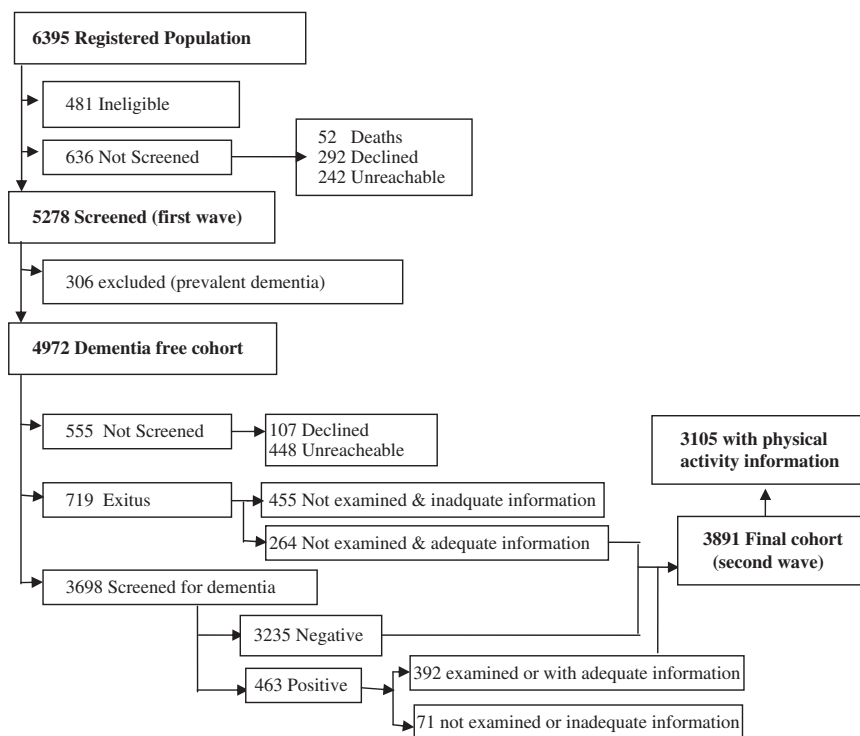 6395 Registered Population
481 Ineligible
636 Not Screened
52 Deaths
292 Declined
242 Unreachable
5278 Screened (first wave)
306 excluded (prevalent dementia)
4972 Dementia free cohort
555 Not Screened
107 Declined
448 Unreacheable
719 Exitus
455 Not examined & inadquate information
264 Not examined & adequate information
3698 Screened for dementia
3235 Negative
463 Positive
392 examined or with adequate information
71 not examined or inadequate information
3891 Final cohort
(second wave)
3105 with physical
activity information